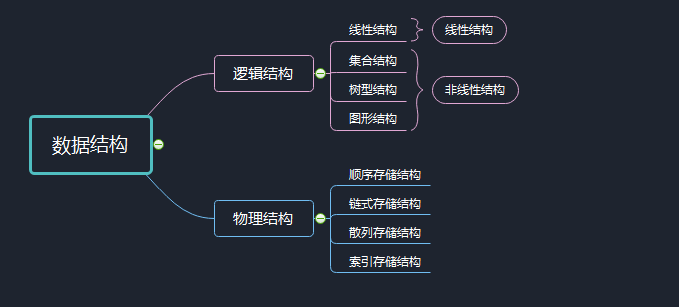 数据结构
逻辑结构
线性结构
线性结构
集合结构
树型结构
图形结构
非线性结构
物理结构
顺序存储结构
链式存储结构
散列存储结构
索引存储结构